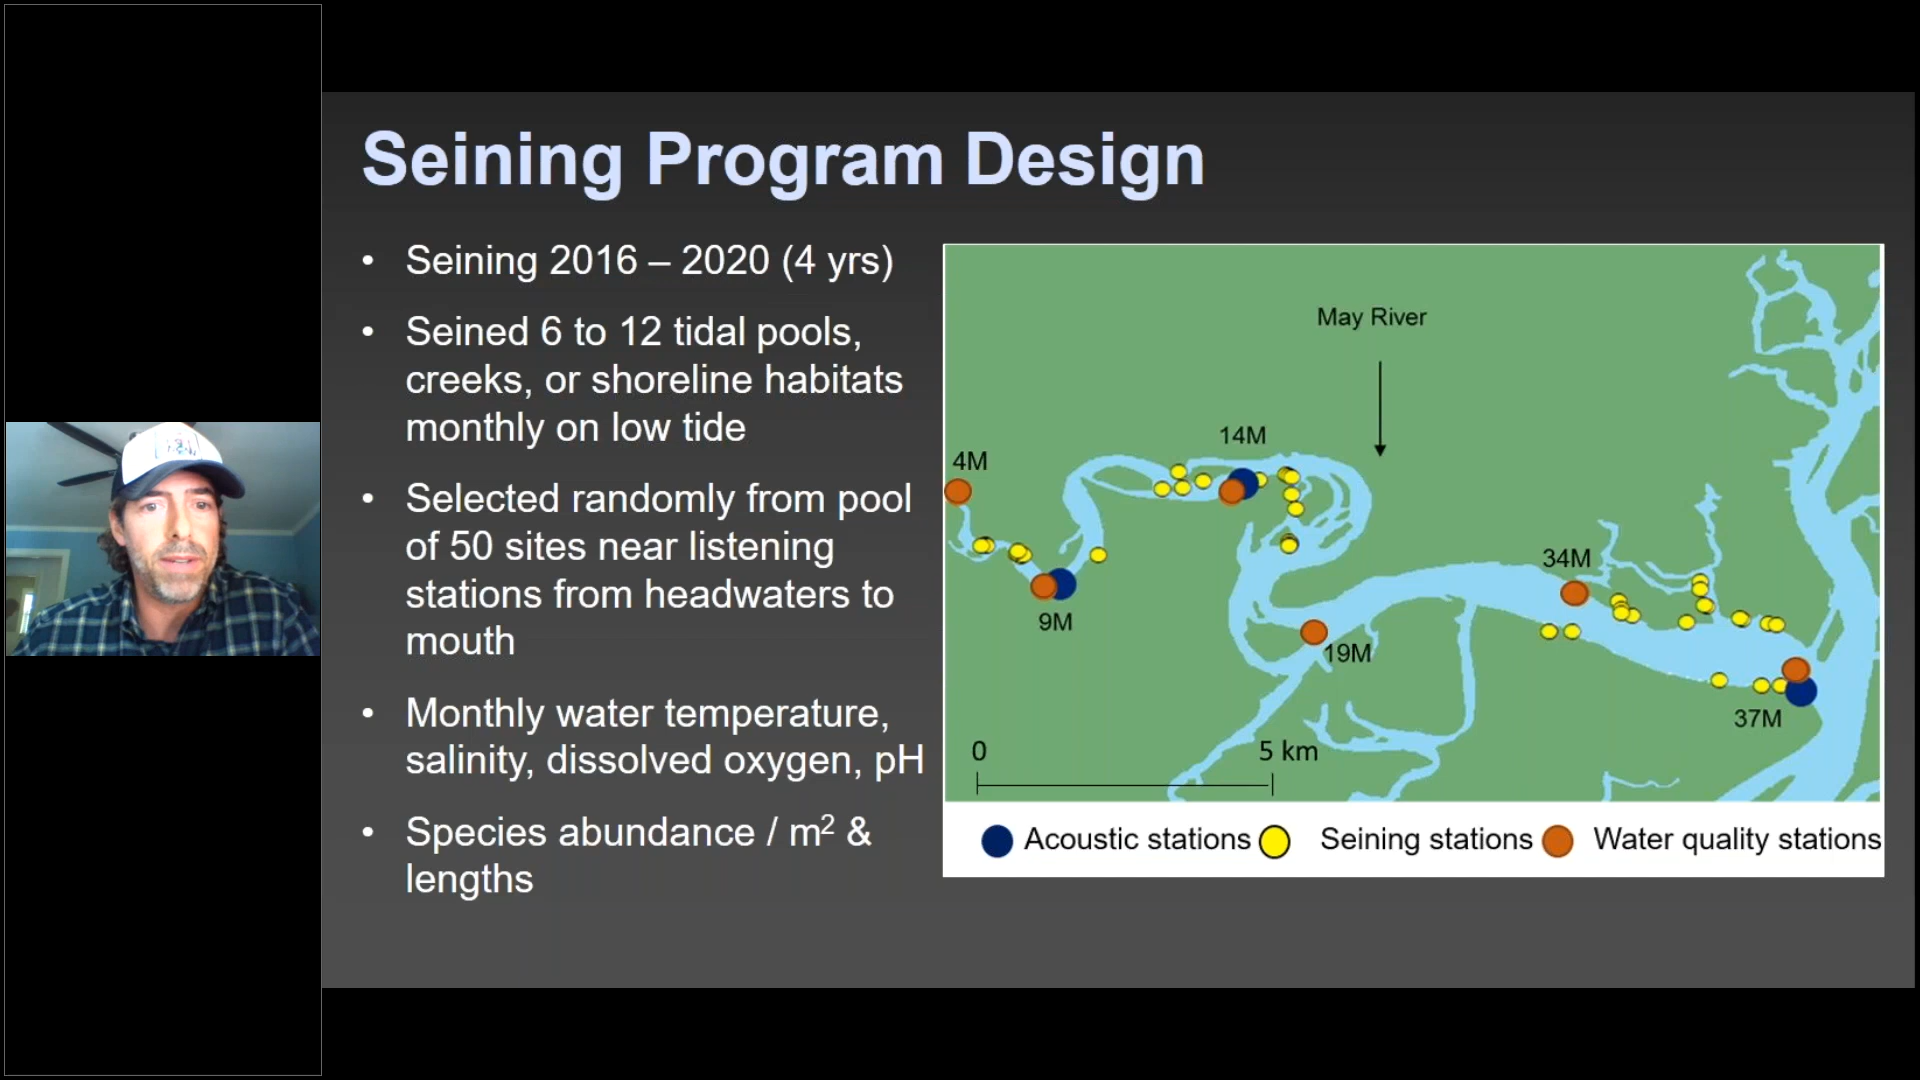 Seining Program Design
• Seining 2016 – 2020 (4 yrs)
• Seined 6 to 12 tidal pools,
creeks, or shoreline habitats
monthly on low tide
• Selected randomly from pool
of 50 sites near listening
stations from headwaters to
mouth
• Monthly water temperature,
salinity, dissolved oxygen, pH
• Species abundance / m² &
lengths
May River
14M
4M
34M
9M
19M
37M
0 5 km
Acoustic stations Seining stations Water quality stations